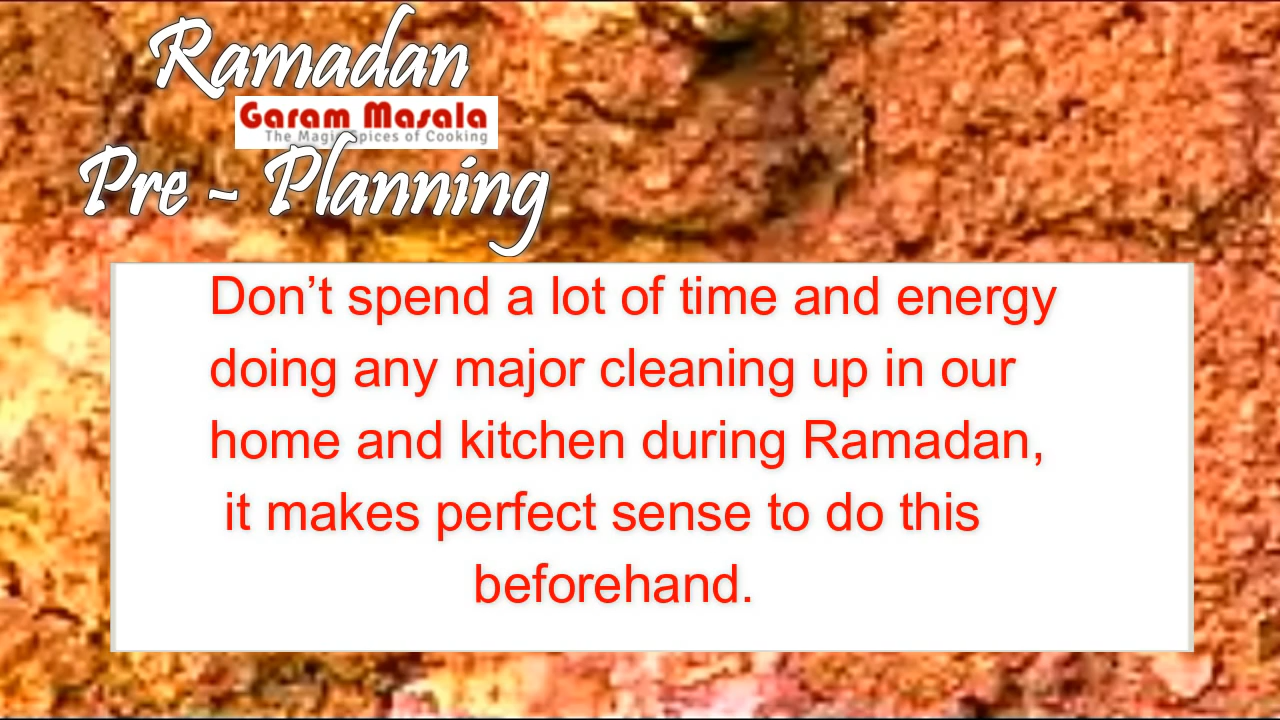 Ramadan
Garam Masala
The Magic Spices of Cooking
Pre - Planning
Don’t spend a lot of time and energy
doing any major cleaning up in our
home and kitchen during Ramadan,
it makes perfect sense to do this
beforehand.